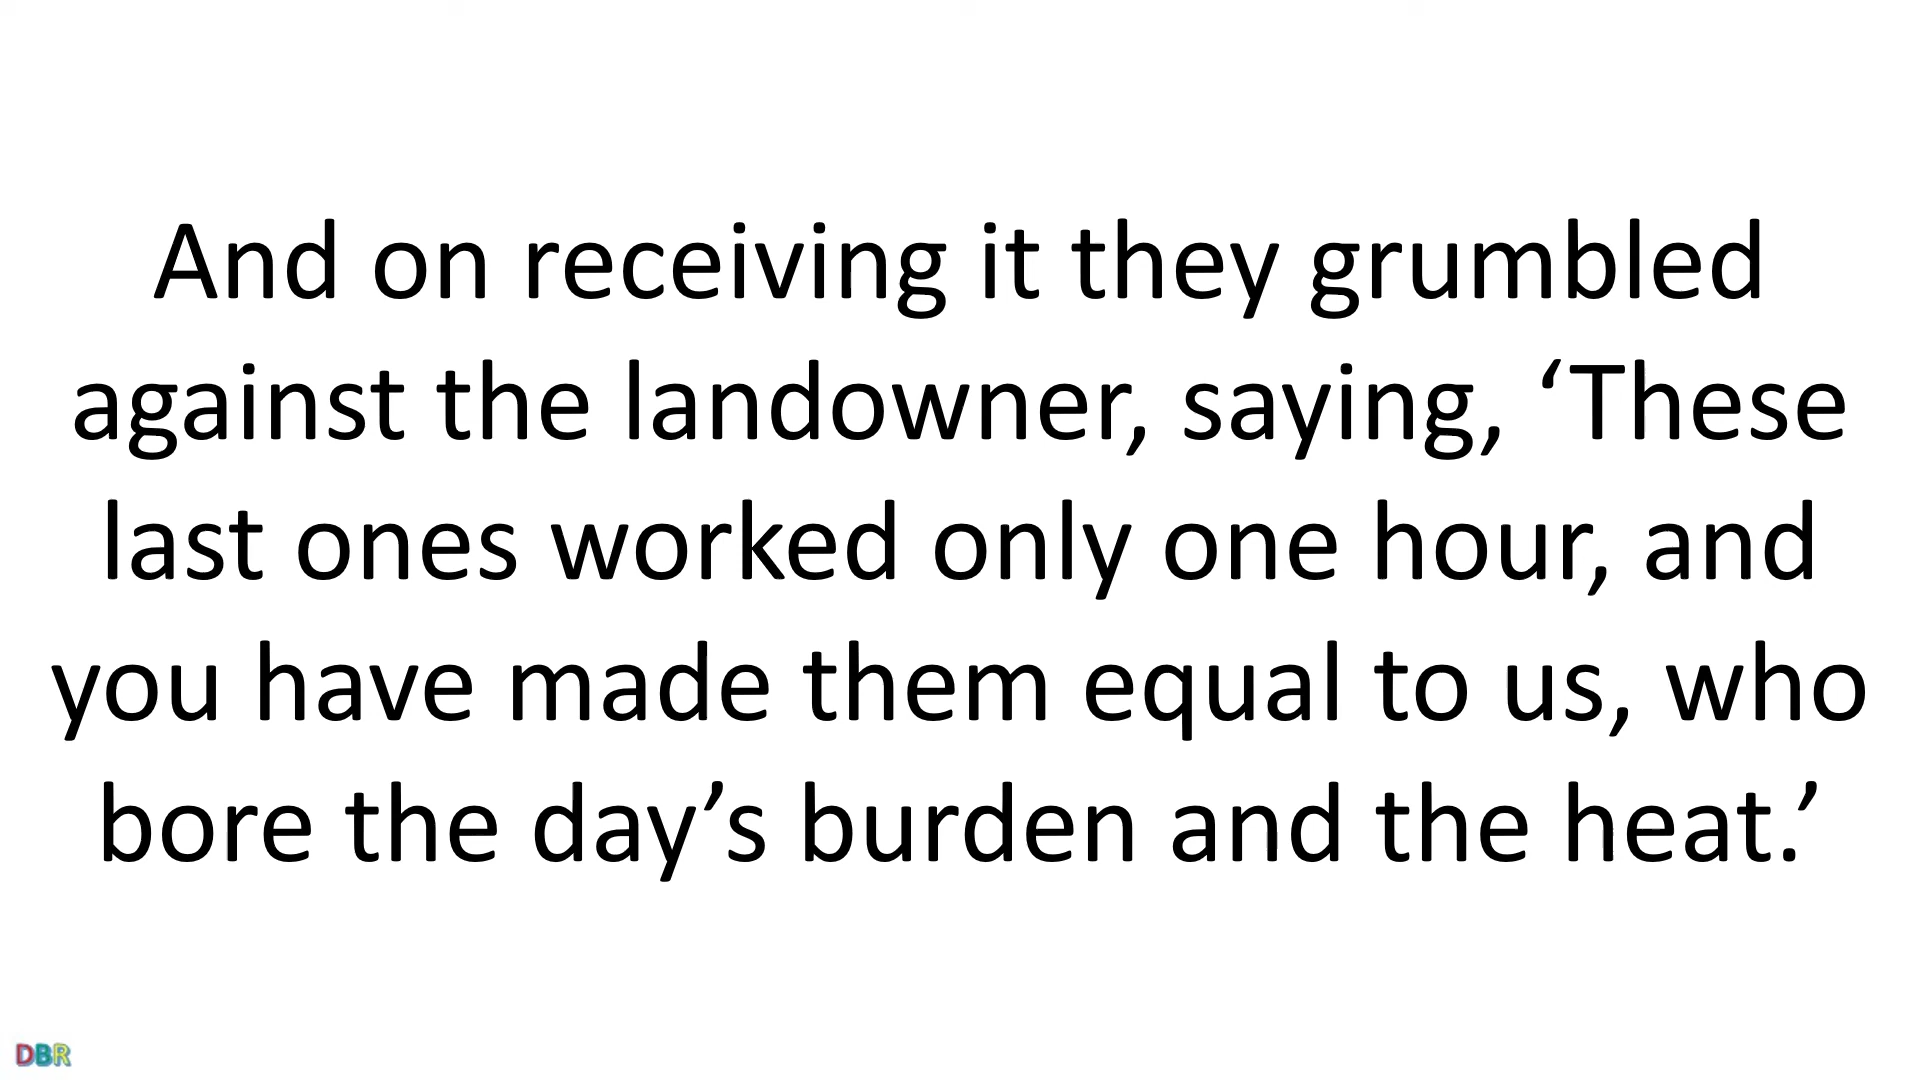 And on receiving it they grumbled
against the landowner, saying, ‘These
last ones worked only one hour, and
you have made them equal to us, who
bore the day’s burden and the heat.’
DBR